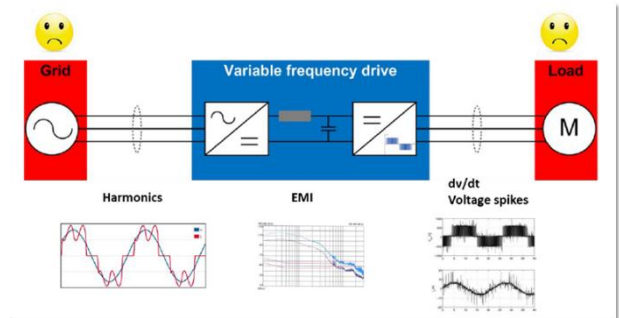 Grid
Variable frequency drive
Load
M
Harmonics
EMI
dv/dt
Voltage spikes